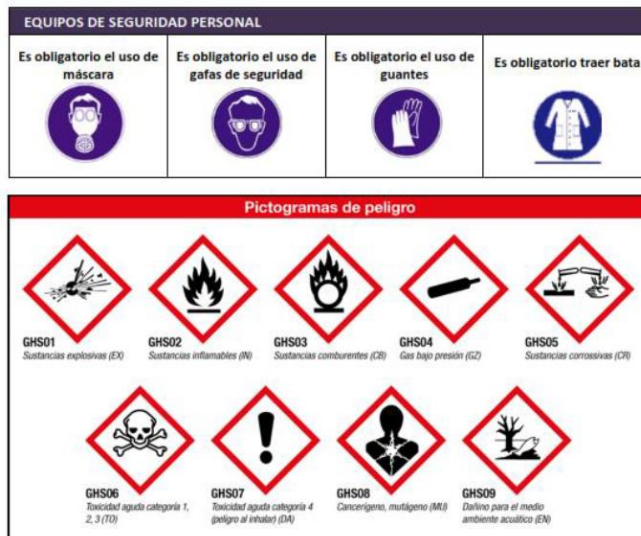 EQUIPOS DE SEGURIDAD PERSONAL
Es obligatorio el uso de
máscara
Es obligatorio el uso de
gafas de seguridad
Es obligatorio el uso de
guantes
Es obligatorio traer bata
Pictogramas de peligro
GHS01
Sustancias explosivas (EX)
GHS02
Sustancias inflamables (IN)
GHS03
Sustancias comburentes (CB)
GHS04
Gas bajo presión (GZ)
GHS05
Sustancias corrossivas (CR)
GHS06
Toxicidad aguda categoría 1,
2, 3 (TO)
GHS07
Toxicidad aguda categoría 4
(peligro al inhalar) (DA)
GHS08
Cancerígeno, mutágeno (MU)
GHS09
Dañino para el medio
ambiente acuático (EN)